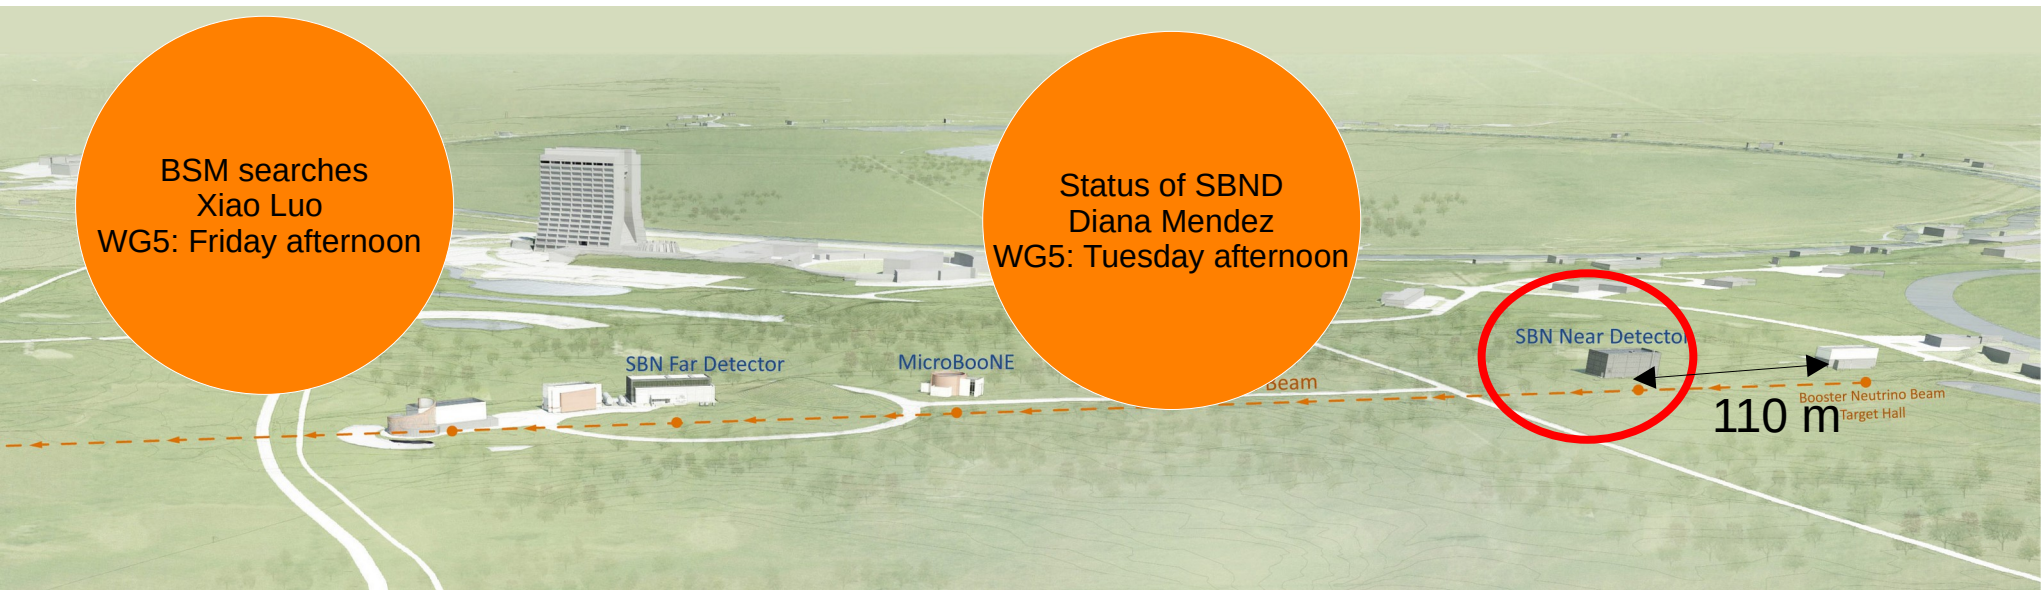 BSM searches
Xiao Luo
WG5: Friday afternoon
Status of SBND
Diana Mendez
WG5: Tuesday afternoon
SBN Far Detector
MicroBooNE
Beam
SBN Near Detector
110 m
Booster Neutrino Beam
Target Hall